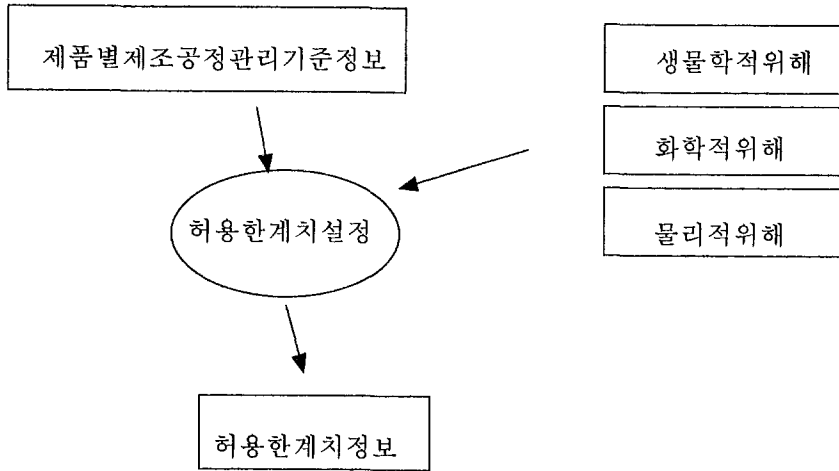 제품별제조공정관리기준정보
생물학적위해
화학적위해
허용한계치설정
물리적위해
허용한계치정보